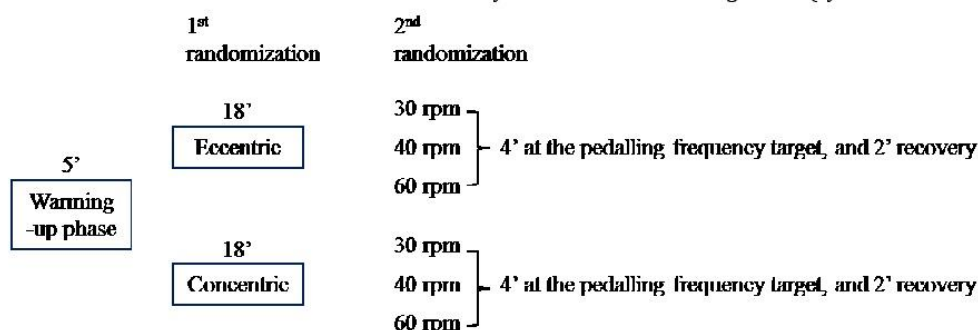 1st
randomization
2nd
randomization
18’
Eccentric
30 rpm
40 rpm
60 rpm
4’ at the pedalling frequency target, and 2’ recovery
5’
Warming
-up phase
18’
Concentric
30 rpm
40 rpm
60 rpm
4’ at the pedalling frequency target, and 2’ recovery